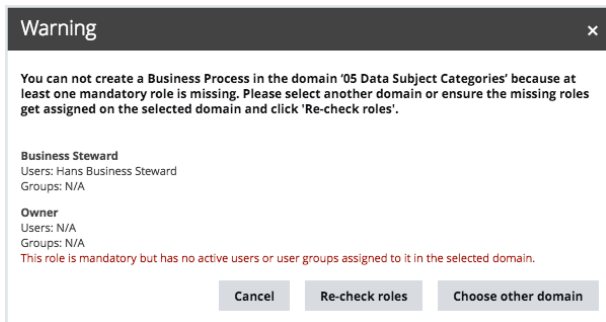 Warning
×
You can not create a Business Process in the domain ‘05 Data Subject Categories’ because at
least one mandatory role is missing. Please select another domain or ensure the missing roles
get assigned on the selected domain and click 'Re-check roles'.
Business Steward
Users: Hans Business Steward
Groups: N/A
Owner
Users: N/A
Groups: N/A
This role is mandatory but has no active users or user groups assigned to it in the selected domain.
Cancel Re-check roles Choose other domain